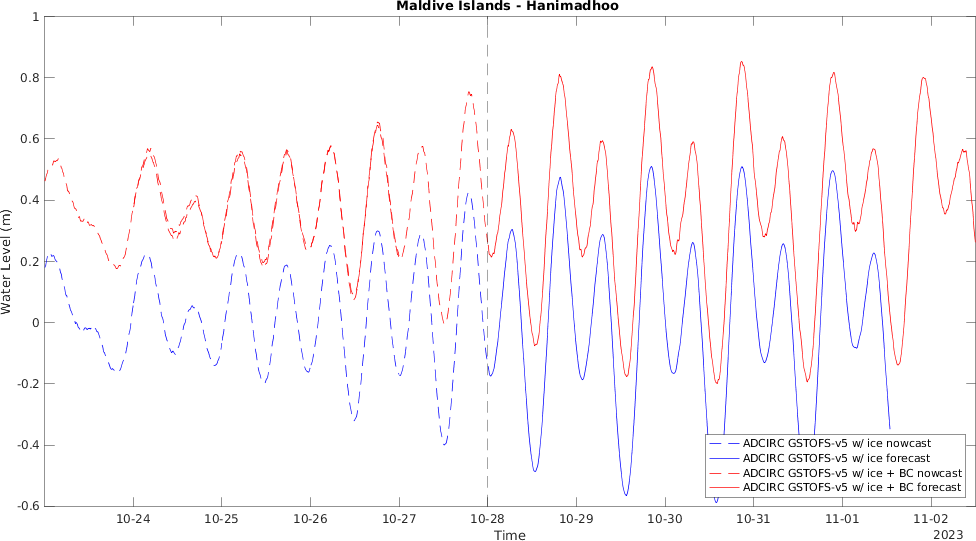 Maldive Islands - Hanimadhoo
1
0.8
0.6
0.4
0.2
0
-0.2
-0.4
-0.6
Water Level (m)
ADCIRC GSTOFS-v5 w/ ice nowcast
ADCIRC GSTOFS-v5 w/ ice forecast
ADCIRC GSTOFS-v5 w/ ice + BC nowcast
ADCIRC GSTOFS-v5 w/ ice + BC forecast
10-24 10-25 10-26 10-27 10-28 10-29 10-30 10-31 11-01 11-02
Time
2023